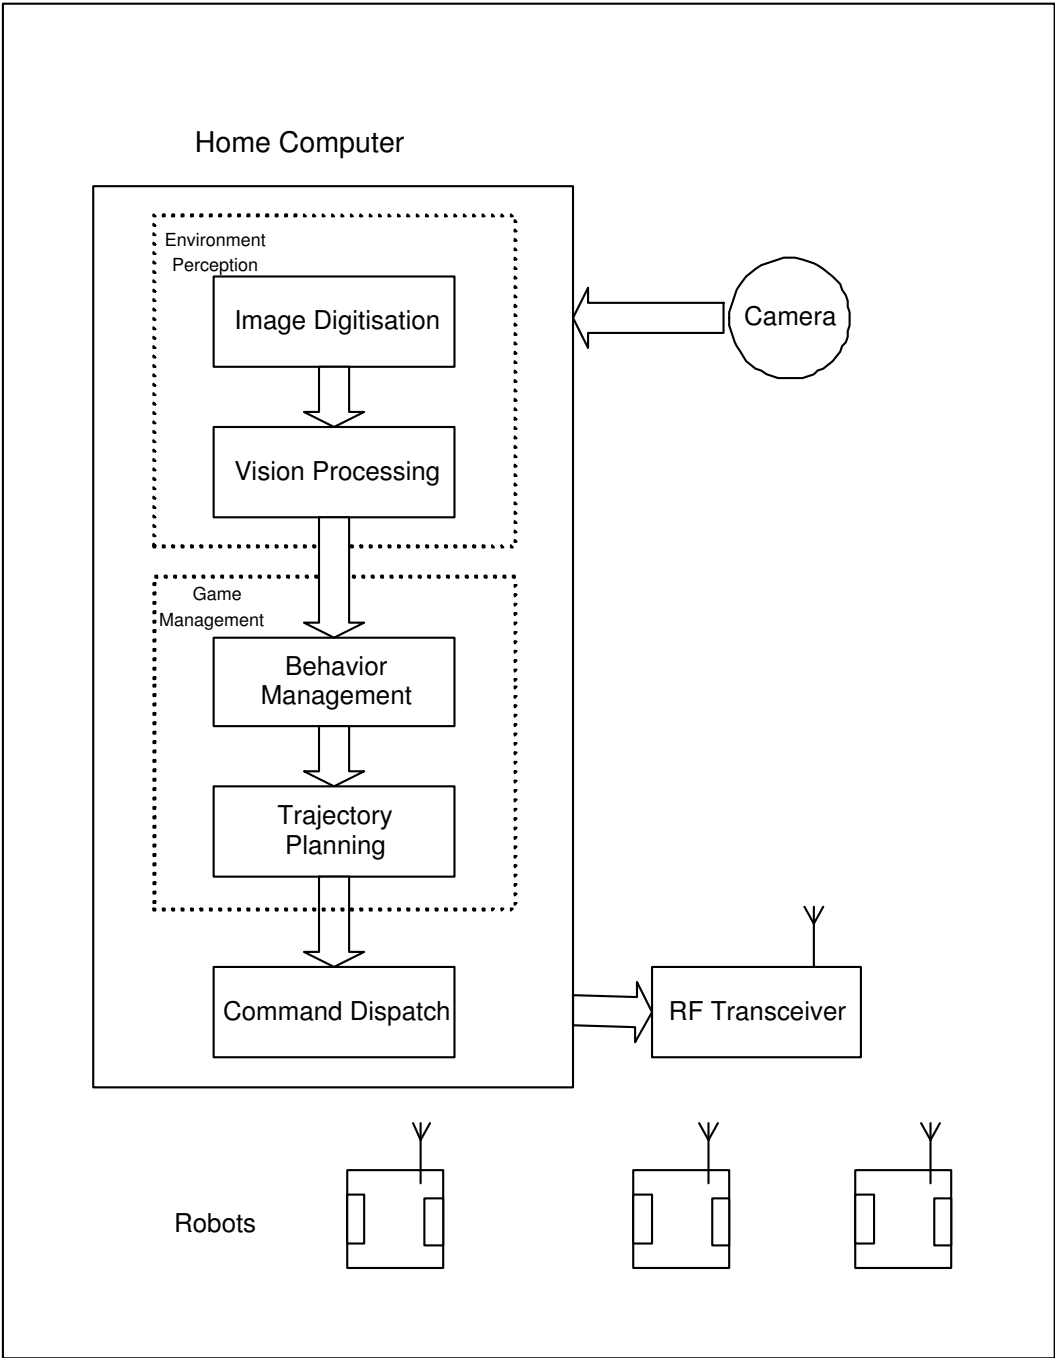 Home Computer
Environment
Perception
Image Digitisation
Camera
Vision Processing
Game
Management
Behavior
Management
Trajectory
Planning
Command Dispatch
RF Transceiver
Robots